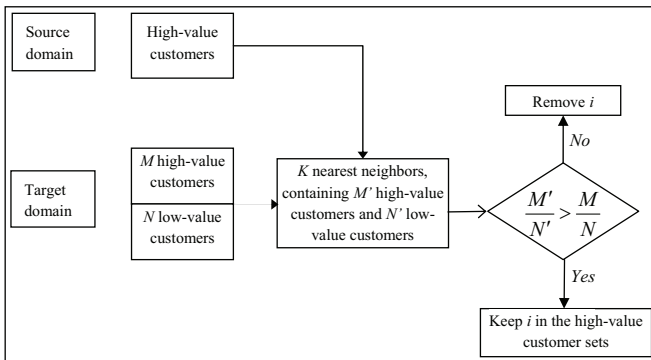 Source
domain
High-value
customers
Remove i
No
Target
domain
M high-value
customers
N low-value
customers
K nearest neighbors,
containing M' high-value
customers and N' low-
value customers
M'/N' > M/N
Yes
Keep i in the high-value
customer sets